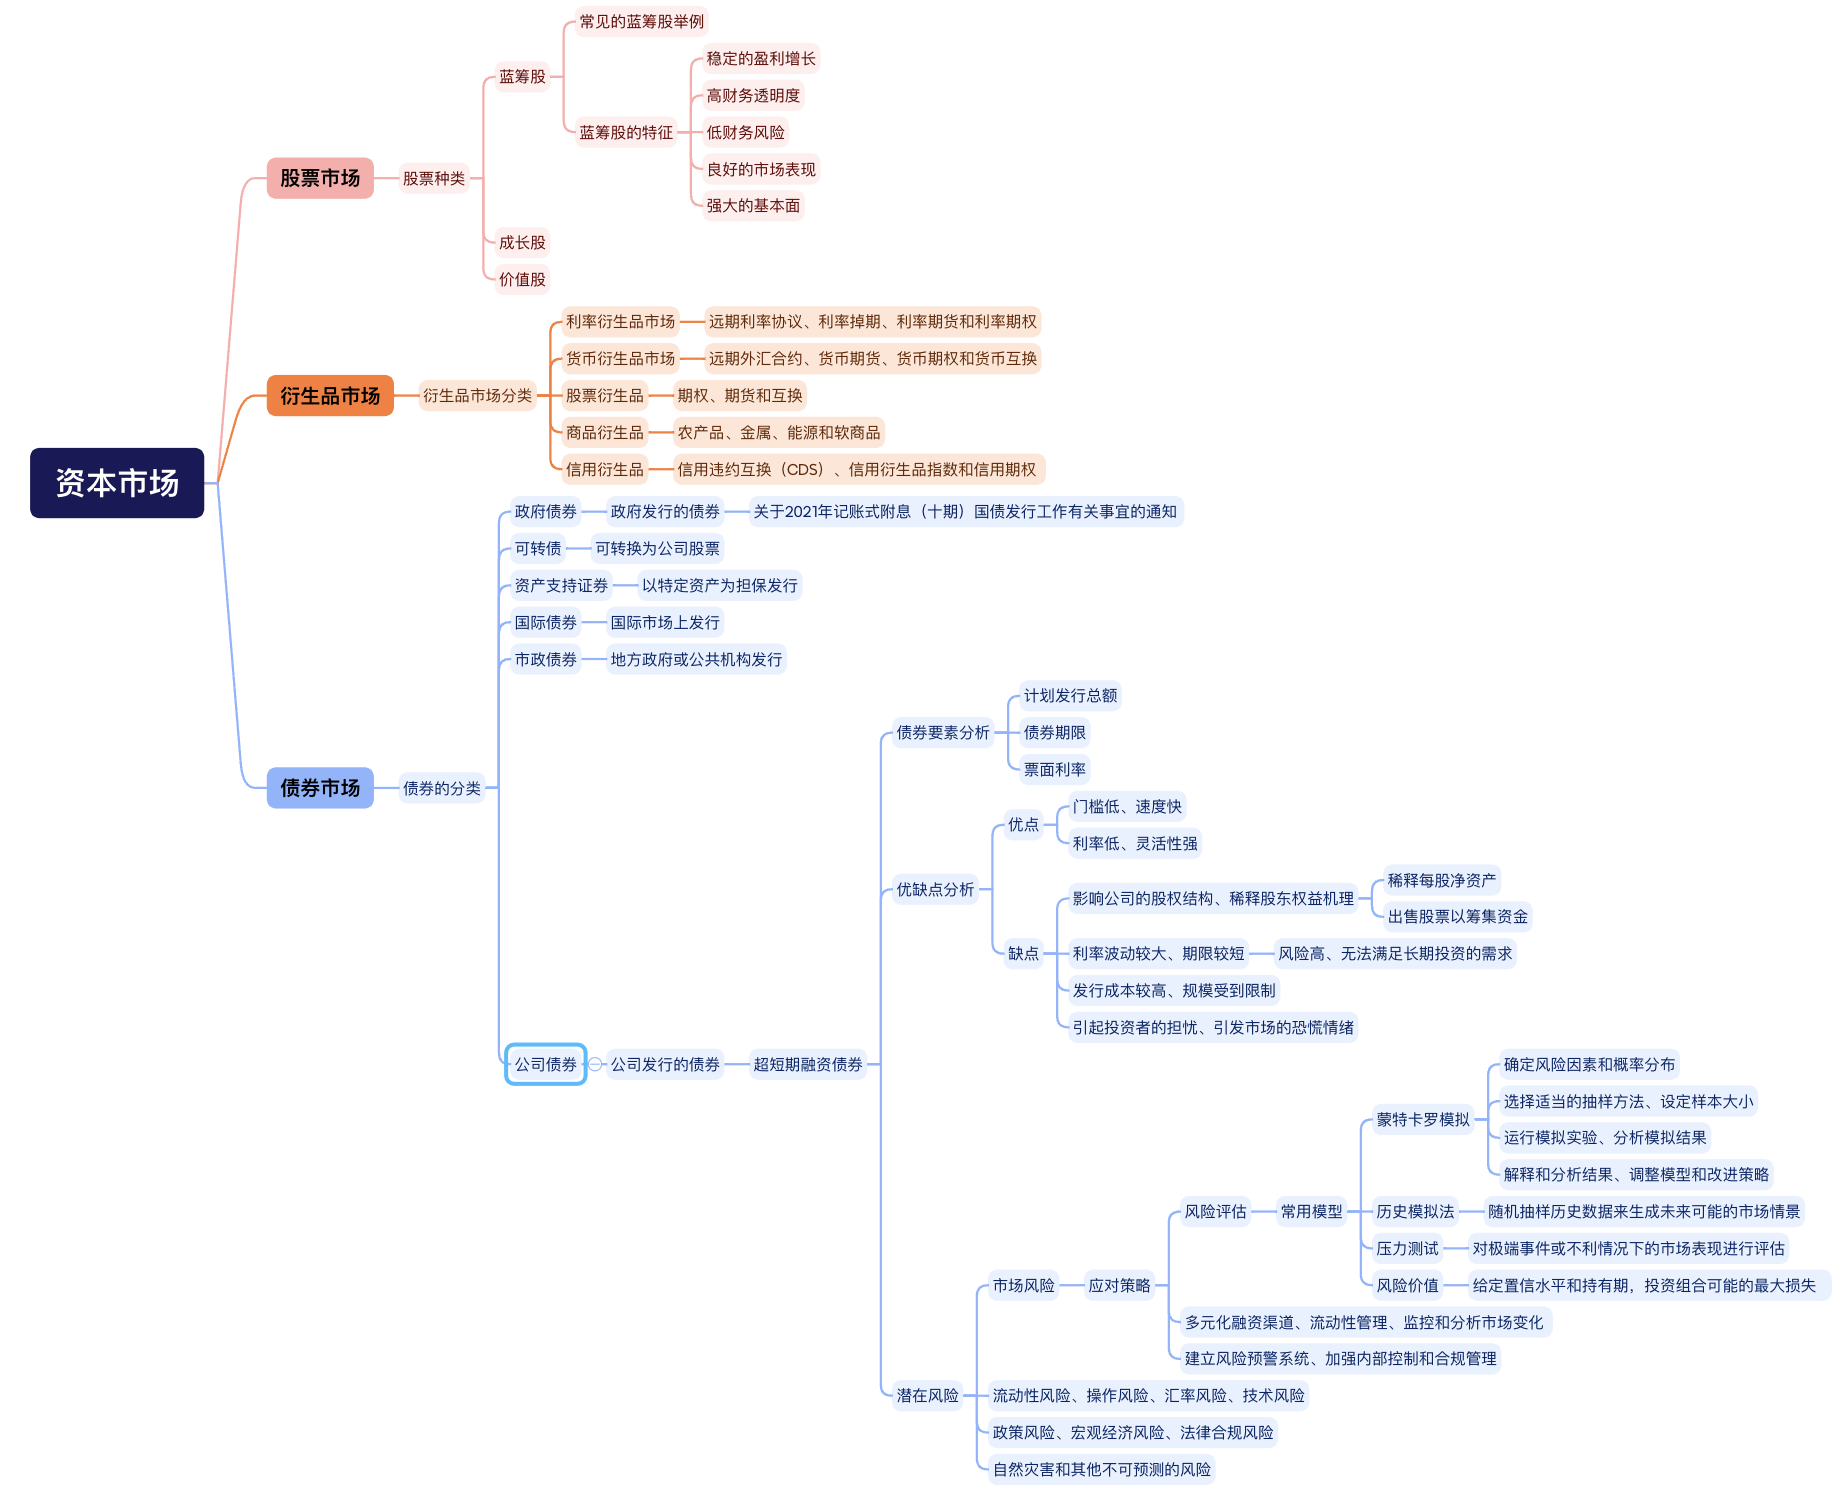 资本市场
股票市场
股票种类
蓝筹股
常见的蓝筹股举例
蓝筹股的特征
稳定的盈利增长
高财务透明度
低财务风险
良好的市场表现
强大的基本面
成长股
价值股
衍生品市场
衍生品市场分类
利率衍生品市场
远期利率协议、利率掉期、利率期货和利率期权
货币衍生品市场
远期外汇合约、货币期货、货币期权和货币互换
股票衍生品
期权、期货和互换
商品衍生品
农产品、金属、能源和软商品
信用衍生品
信用违约互换（CDS）、信用衍生品指数和信用期权
债券市场
债券的分类
政府债券
政府发行的债券
关于2021年记账式附息（十期）国债发行工作有关事宜的通知
可转债
可转换为公司股票
资产支持证券
以特定资产为担保发行
国际债券
国际市场上发行
市政债券
地方政府或公共机构发行
公司债券
公司发行的债券
超短期融资债券
债券要素分析
计划发行总额
债券期限
票面利率
优缺点分析
优点
门槛低、速度快
利率低、灵活性强
缺点
影响公司的股权结构、稀释股东权益机理
稀释每股净资产
出售股票以筹集资金
利率波动较大、期限较短
风险高、无法满足长期投资的需求
发行成本较高、规模受到限制
引起投资者的担忧、引发市场的恐慌情绪
潜在风险
市场风险
应对策略
风险评估
常用模型
蒙特卡罗模拟
确定风险因素和概率分布
选择适当的抽样方法、设定样本大小
运行模拟实验、分析模拟结果
解释和分析结果、调整模型和改进策略
历史模拟法
随机抽样历史数据来生成未来可能的市场情景
压力测试
对极端事件或不利情况下的市场表现进行评估
风险价值
给定置信水平和持有期，投资组合可能的最大损失
多元化融资渠道、流动性管理、监控和分析市场变化
建立风险预警系统、加强内部控制和合规管理
流动性风险、操作风险、汇率风险、技术风险
政策风险、宏观经济风险、法律合规风险
自然灾害和其他不可预测的风险